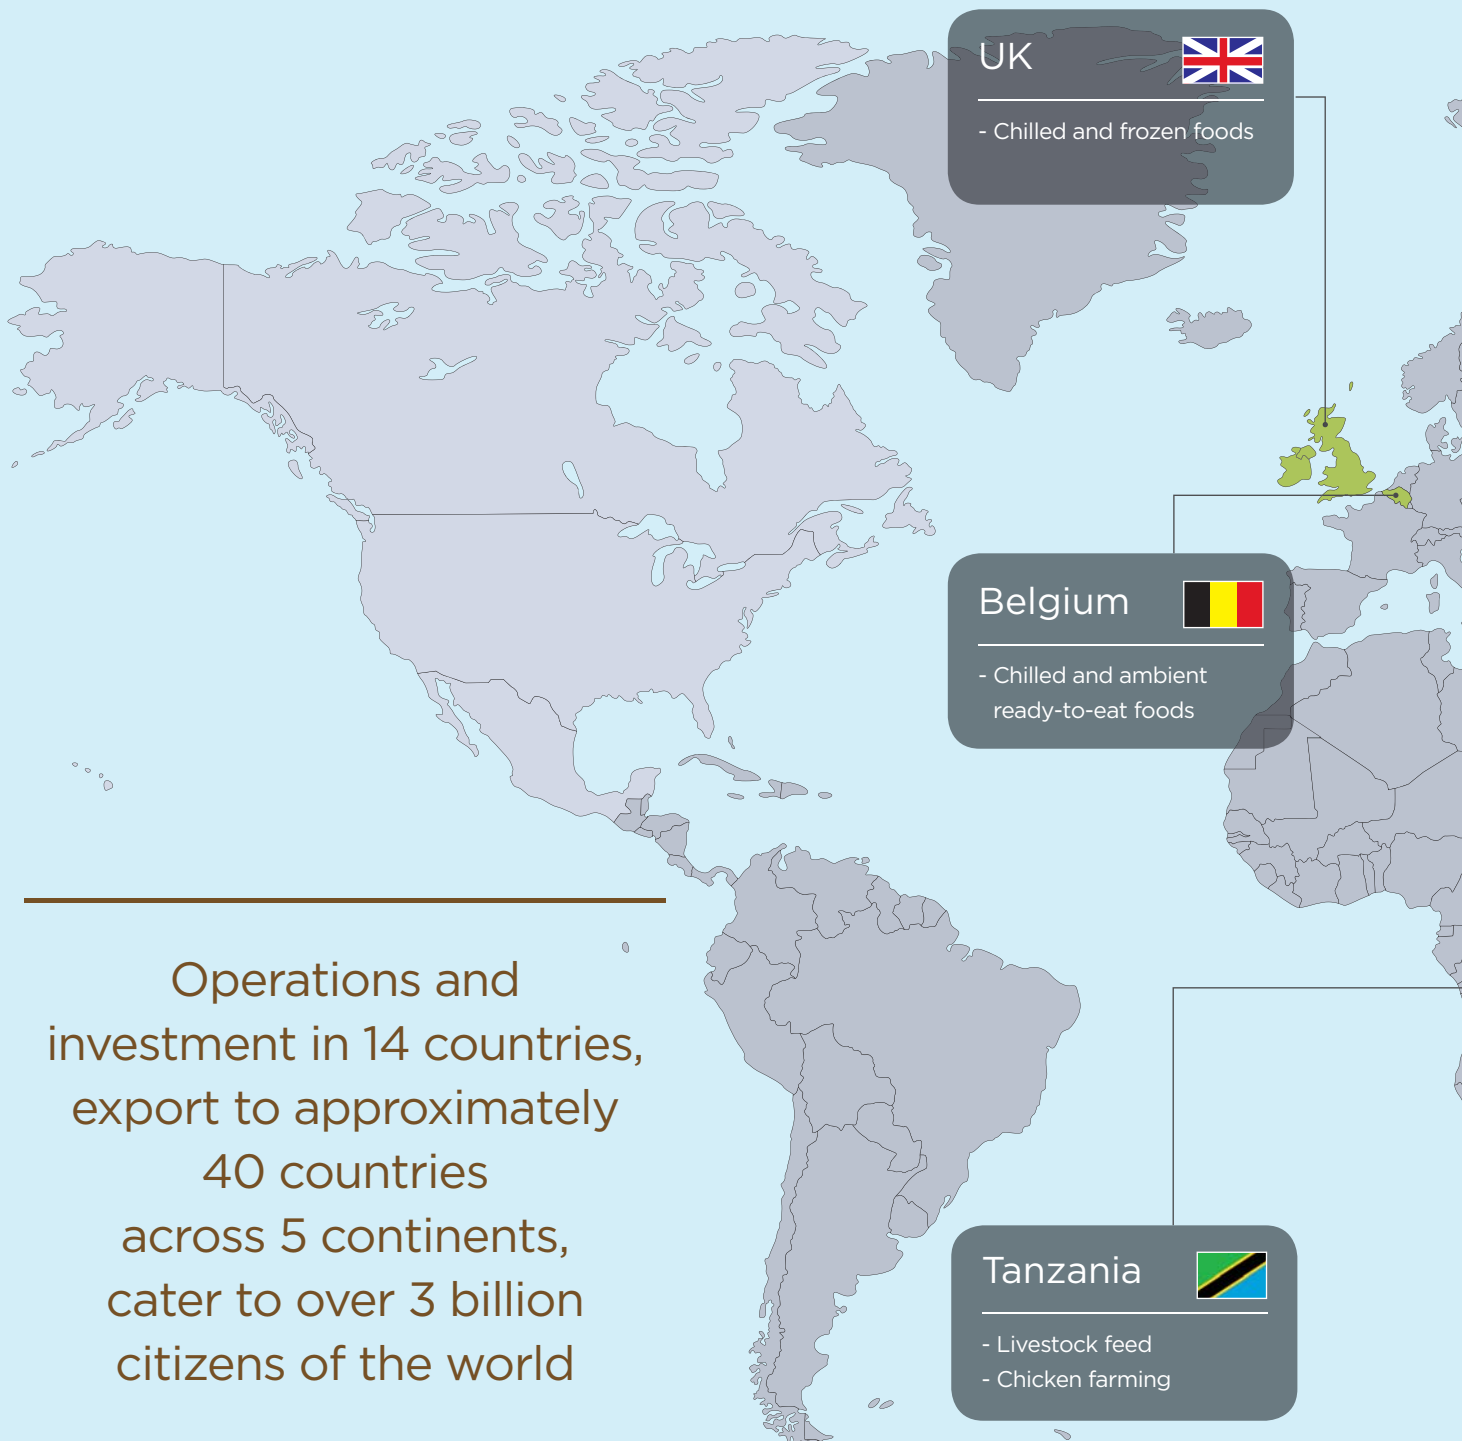 UK
- Chilled and frozen foods
Belgium
- Chilled and ambient
ready-to-eat foods
Operations and
investment in 14 countries,
export to approximately
40 countries
across 5 continents,
cater to over 3 billion
citizens of the world
Tanzania
- Livestock feed
- Chicken farming